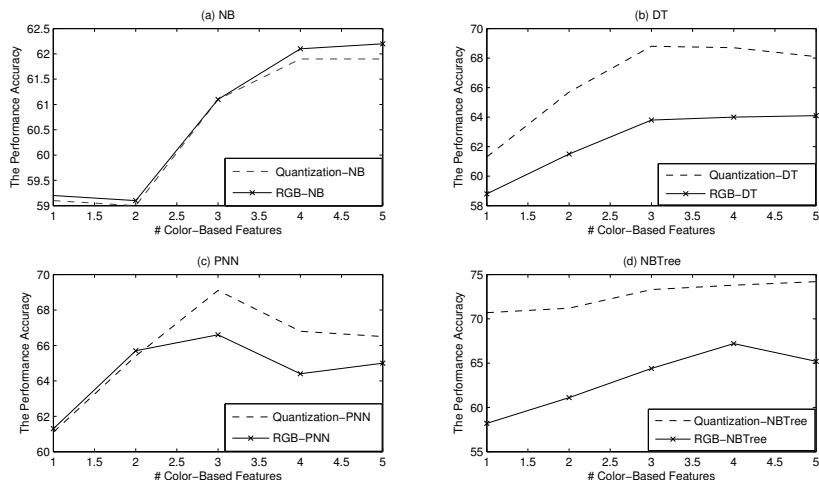 (a) NB
The Performance Accuracy
62.5
62
61.5
61
60.5
60
59.5
59
1 1.5 2 2.5 3 3.5 4 4.5 5
# Color−Based Features
Quantization−NB
RGB−NB
(b) DT
The Performance Accuracy
70
68
66
64
62
60
58
1 1.5 2 2.5 3 3.5 4 4.5 5
# Color−Based Features
Quantization−DT
RGB−DT
(c) PNN
The Performance Accuracy
70
68
66
64
62
60
1 1.5 2 2.5 3 3.5 4 4.5 5
# Color−Based Features
Quantization−PNN
RGB−PNN
(d) NBTree
The Performance Accuracy
75
70
65
60
55
1 1.5 2 2.5 3 3.5 4 4.5 5
# Color−Based Features
Quantization−NBTree
RGB−NBTree